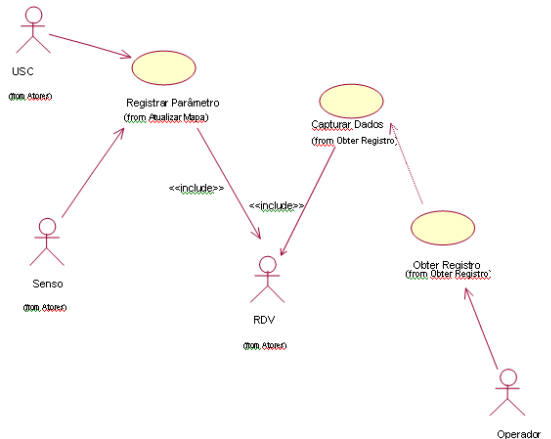 USC
(from Atores)
Registrar Parâmetro
(from Atualizar Mapa)
Capturar Dados
(from Obter Registro)
<<include>>
<<include>>
Senso
(from Atores)
RDV
(from Atores)
Obter Registro
(from Obter Registro)
Operador